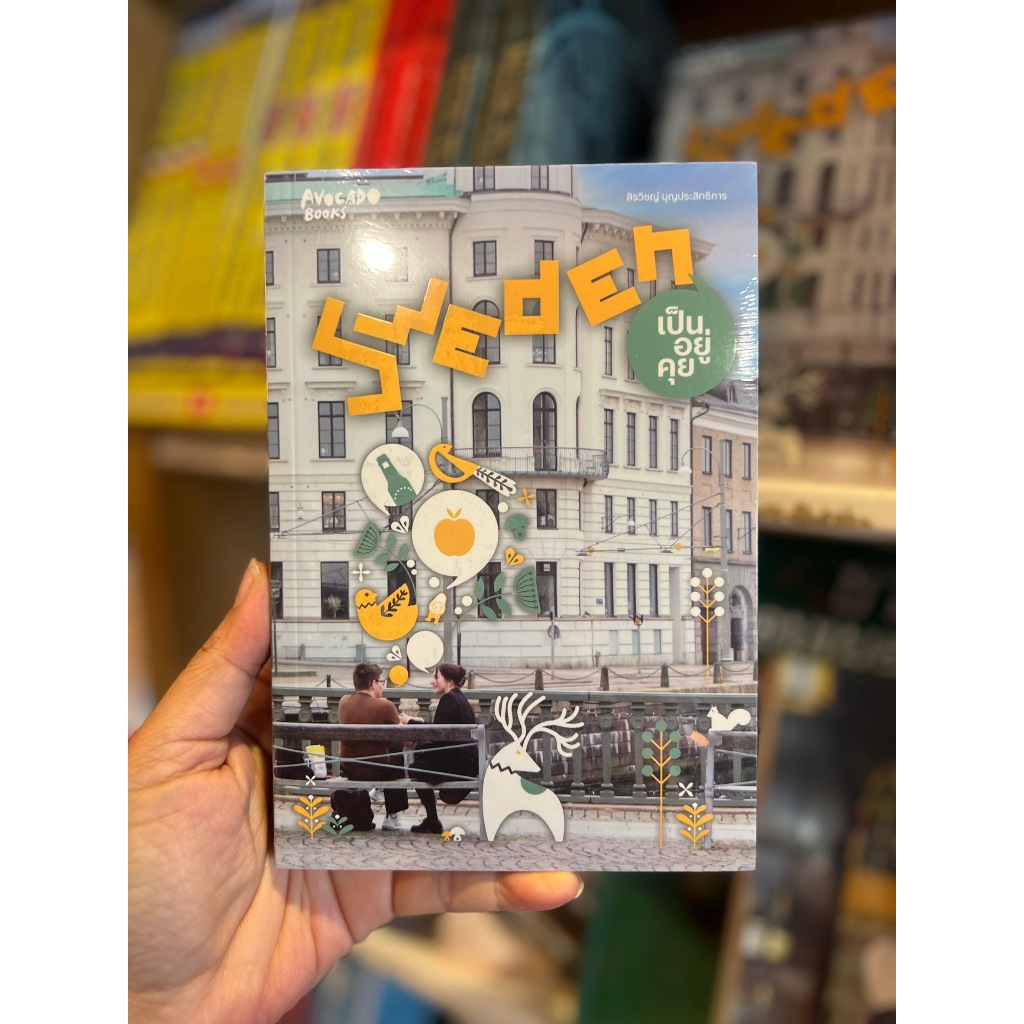 AVOCADO
BOOKS
สิรวิชญ์ บุญประสิทธิการ
Sweden
เป็น
อยู่
คุย